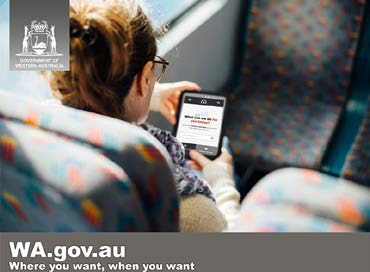 GOVERNMENT OF
WESTERN AUSTRALIA
What can we do for
you today?
WA.gov.au
Where you want, when you want